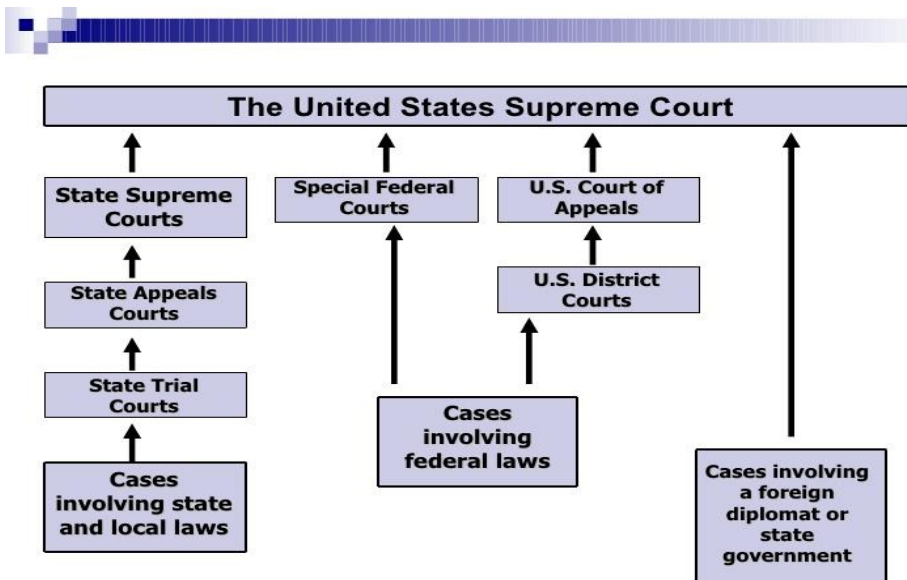 The United States Supreme Court
State Supreme
Courts
Special Federal
Courts
U.S. Court of
Appeals
State Appeals
Courts
U.S. District
Courts
State Trial
Courts
Cases
involving
federal laws
Cases
involving state
and local laws
Cases involving
a foreign
diplomat or
state
government